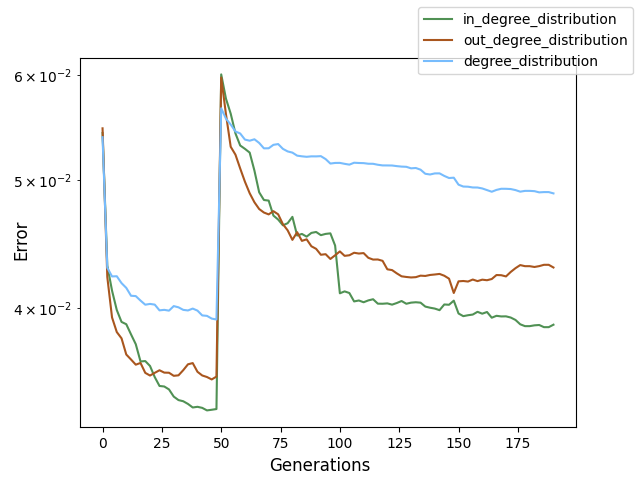 in_degree_distribution
out_degree_distribution
degree_distribution
6 × 10⁻²
5 × 10⁻²
4 × 10⁻²
Error
0 25 50 75 100 125 150 175
Generations